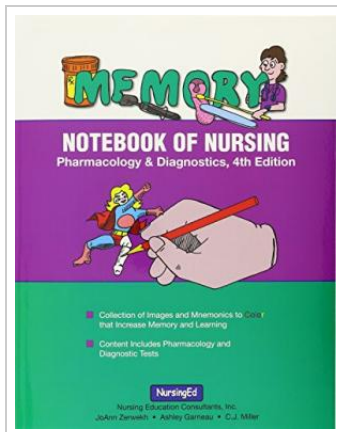 MEMORY
NOTEBOOK OF NURSING
Pharmacology & Diagnostics, 4th Edition
Collection of Images and Mnemonics to Color
that Increase Memory and Learning
Content Includes Pharmacology and
Diagnostic Tests
NursingEd
Nursing Education Consultants, Inc.
JoAnn Zerwekh • Ashley Garneau • C.J. Miller